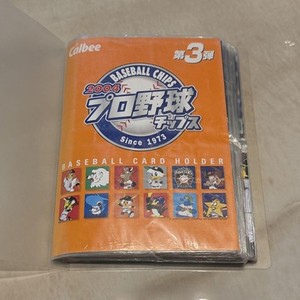 Calbee
第3弾
BASEBALL CHIPS
2006
プロ野球
チップス
Since 1973
BASEBALL CARD HOLDER